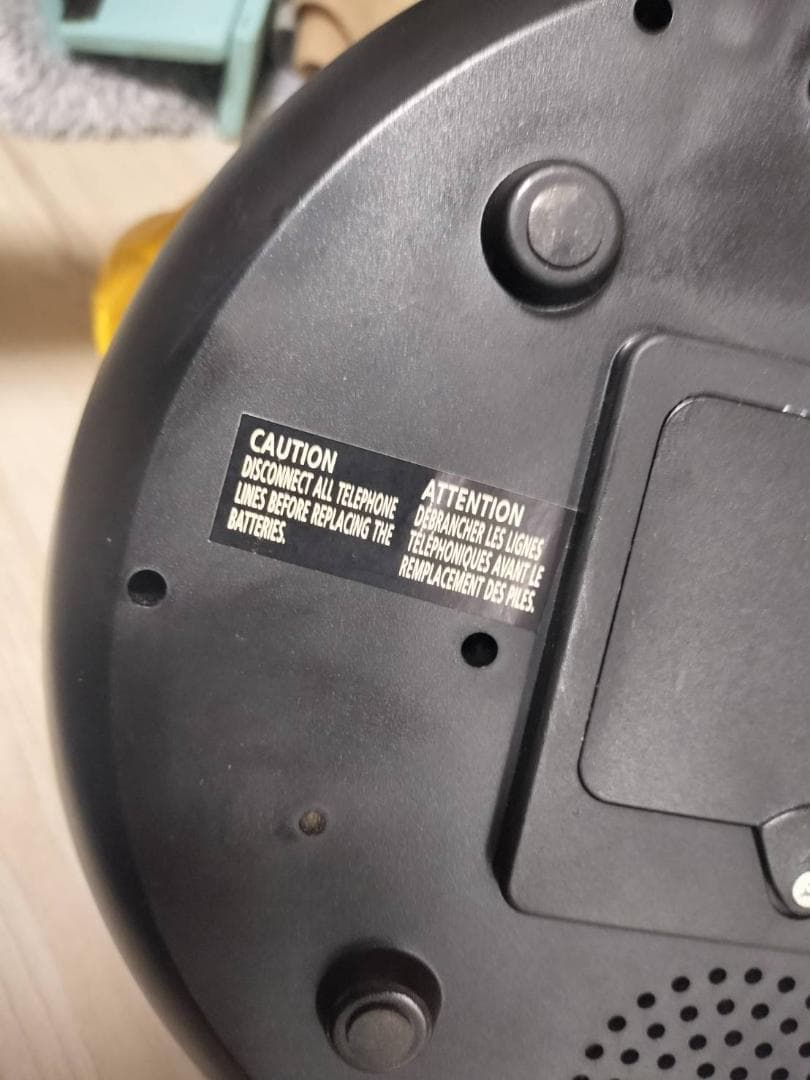 CAUTION
DISCONNECT ALL TELEPHONE
LINES BEFORE REPLACING THE
BATTERIES.
ATTENTION
DÉBRANCHER LES LIGNES
TÉLÉPHONIQUES AVANT LE
REMPLACEMENT DES PILES.